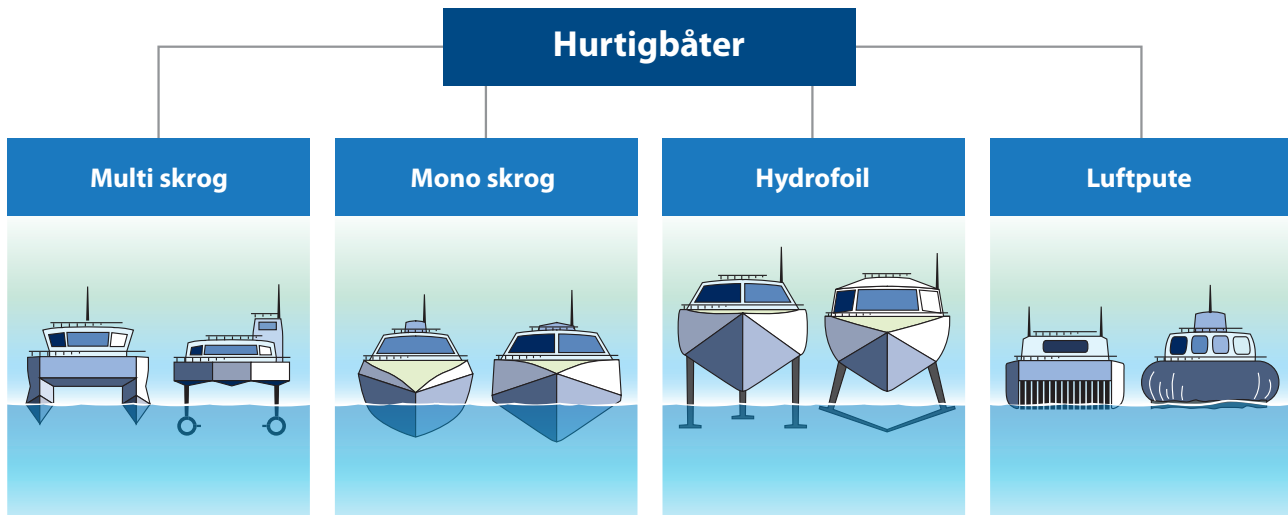 Hurtigbåter
Multi skrog
Mono skrog
Hydrofoil
Luftpute